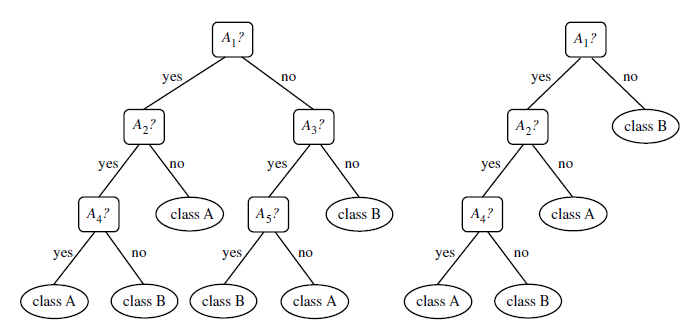 A₁? A₁?
yes no yes no
A₂? A₃? A₂? class B
yes no yes no yes no
A₄? class A A₅? class B A₄? class A
yes no yes no yes no
class A class B class B class A class A class B